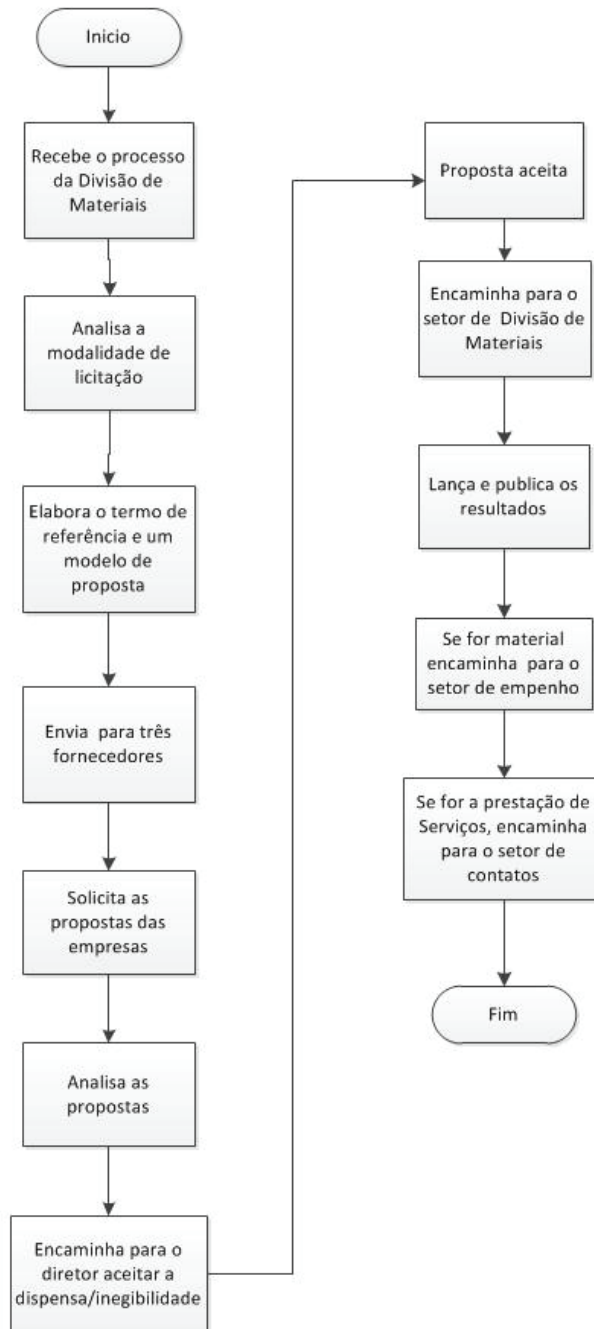 Inicio
Recebe o processo
da Divisão de
Materiais
Analisa a
modalidade de
licitação
Elabora o termo de
referência e um
modelo de
proposta
Envia para três
fornecedores
Solicita as
propostas das
empresas
Analisa as
propostas
Encaminha para o
diretor aceitar a
dispensa/inegibilidade
Proposta aceita
Encaminha para o
setor de Divisão de
Materiais
Lança e publica os
resultados
Se for material
encaminha para o
setor de empenho
Se for a prestação de
Serviços, encaminha
para o setor de
contatos
Fim